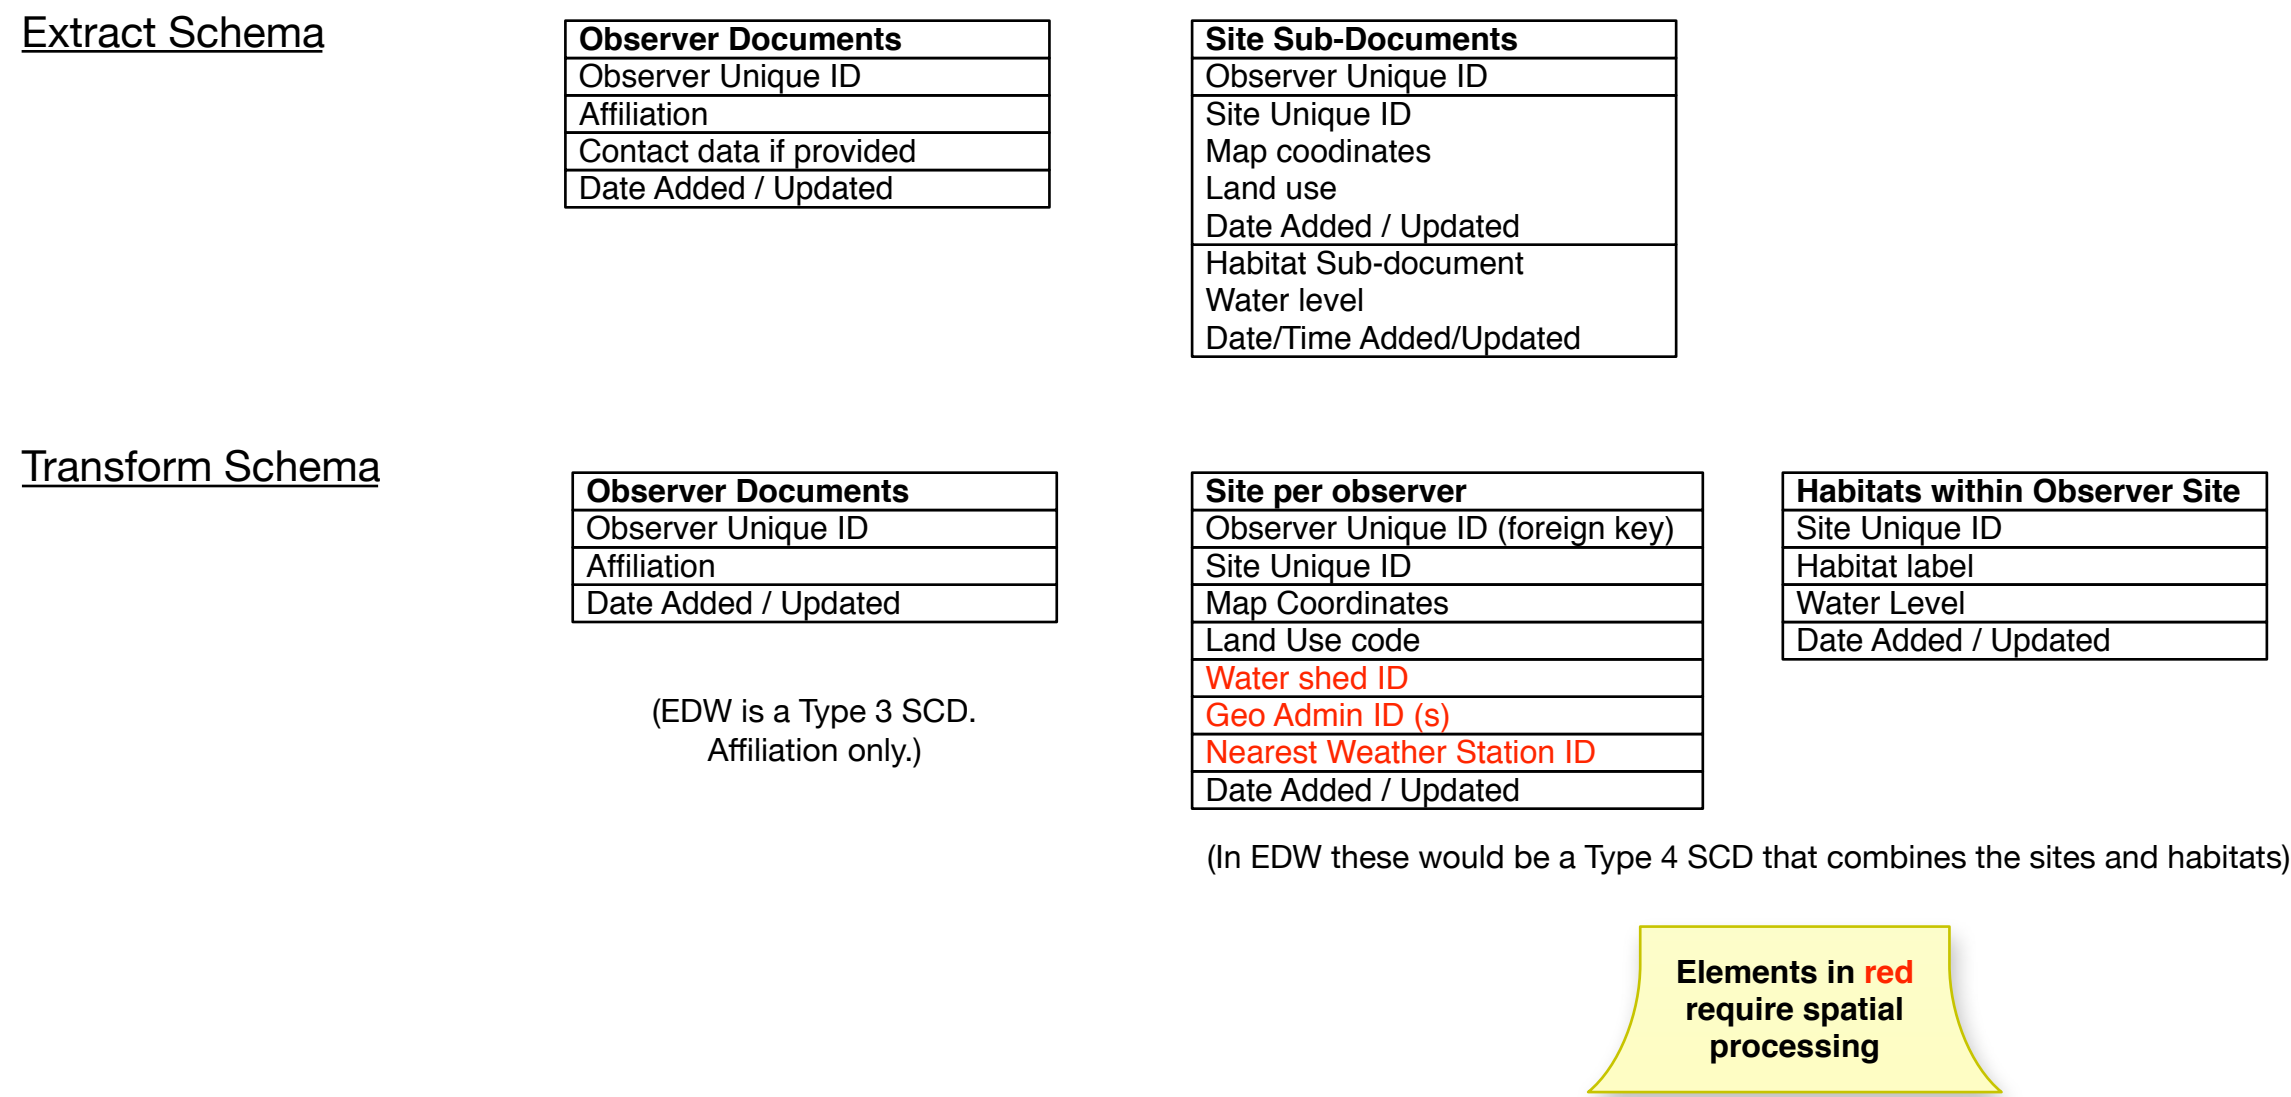 Extract Schema
Observer Documents
Observer Unique ID
Affiliation
Contact data if provided
Date Added / Updated
Site Sub-Documents
Observer Unique ID
Site Unique ID
Map coodinates
Land use
Date Added / Updated
Habitat Sub-document
Water level
Date/Time Added/Updated
Transform Schema
Observer Documents
Observer Unique ID
Affiliation
Date Added / Updated
(EDW is a Type 3 SCD.
Affiliation only.)
Site per observer
Observer Unique ID (foreign key)
Site Unique ID
Map Coordinates
Land Use code
Water shed ID
Geo Admin ID (s)
Nearest Weather Station ID
Date Added / Updated
Habitats within Observer Site
Site Unique ID
Habitat label
Water Level
Date Added / Updated
(In EDW these would be a Type 4 SCD that combines the sites and habitats)
Elements in red
require spatial
processing